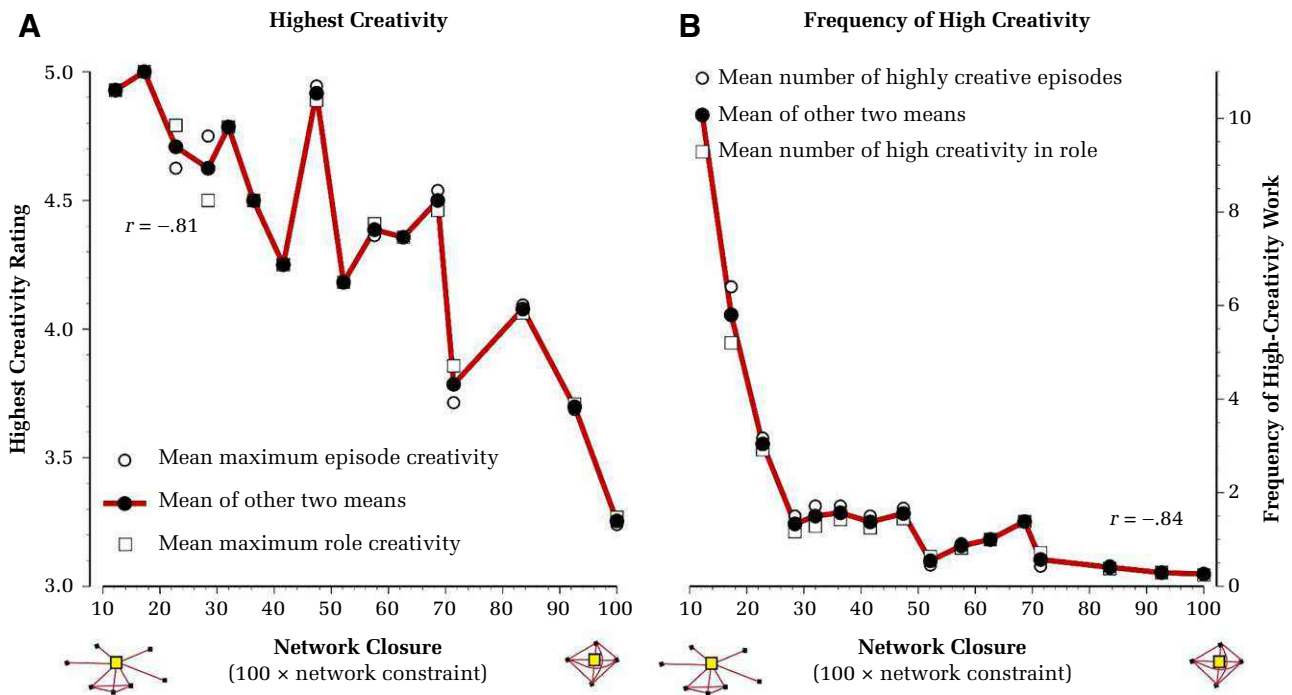 A
Highest Creativity
5.0
4.5
4.0
3.5
3.0
Highest Creativity Rating
r = –.81
Mean maximum episode creativity
Mean of other two means
Mean maximum role creativity
10 20 30 40 50 60 70 80 90 100
Network Closure
(100 × network constraint)
B
Frequency of High Creativity
Mean number of highly creative episodes
Mean of other two means
Mean number of high creativity in role
10
8
6
4
2
0
Frequency of High-Creativity Work
r = –.84
10 20 30 40 50 60 70 80 90 100
Network Closure
(100 × network constraint)